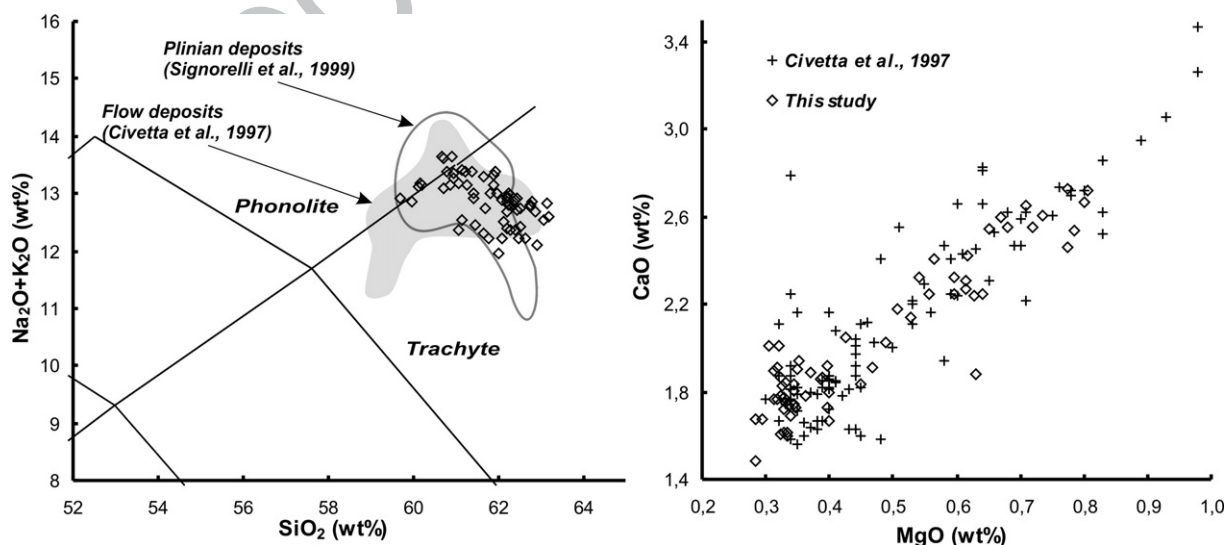 16
15
14
13
12
11
10
9
8
Na₂O+K₂O (wt%)
Plinian deposits
(Signorelli et al., 1999)
Flow deposits
(Civetta et al., 1997)
Phonolite
Trachyte
52
54
56
58
60
62
64
SiO₂ (wt%)
3,4
3,0
2,6
2,2
1,8
1,4
CaO (wt%)
Civetta et al., 1997
This study
0,2
0,3
0,4
0,5
0,6
0,7
0,8
0,9
1,0
MgO (wt%)